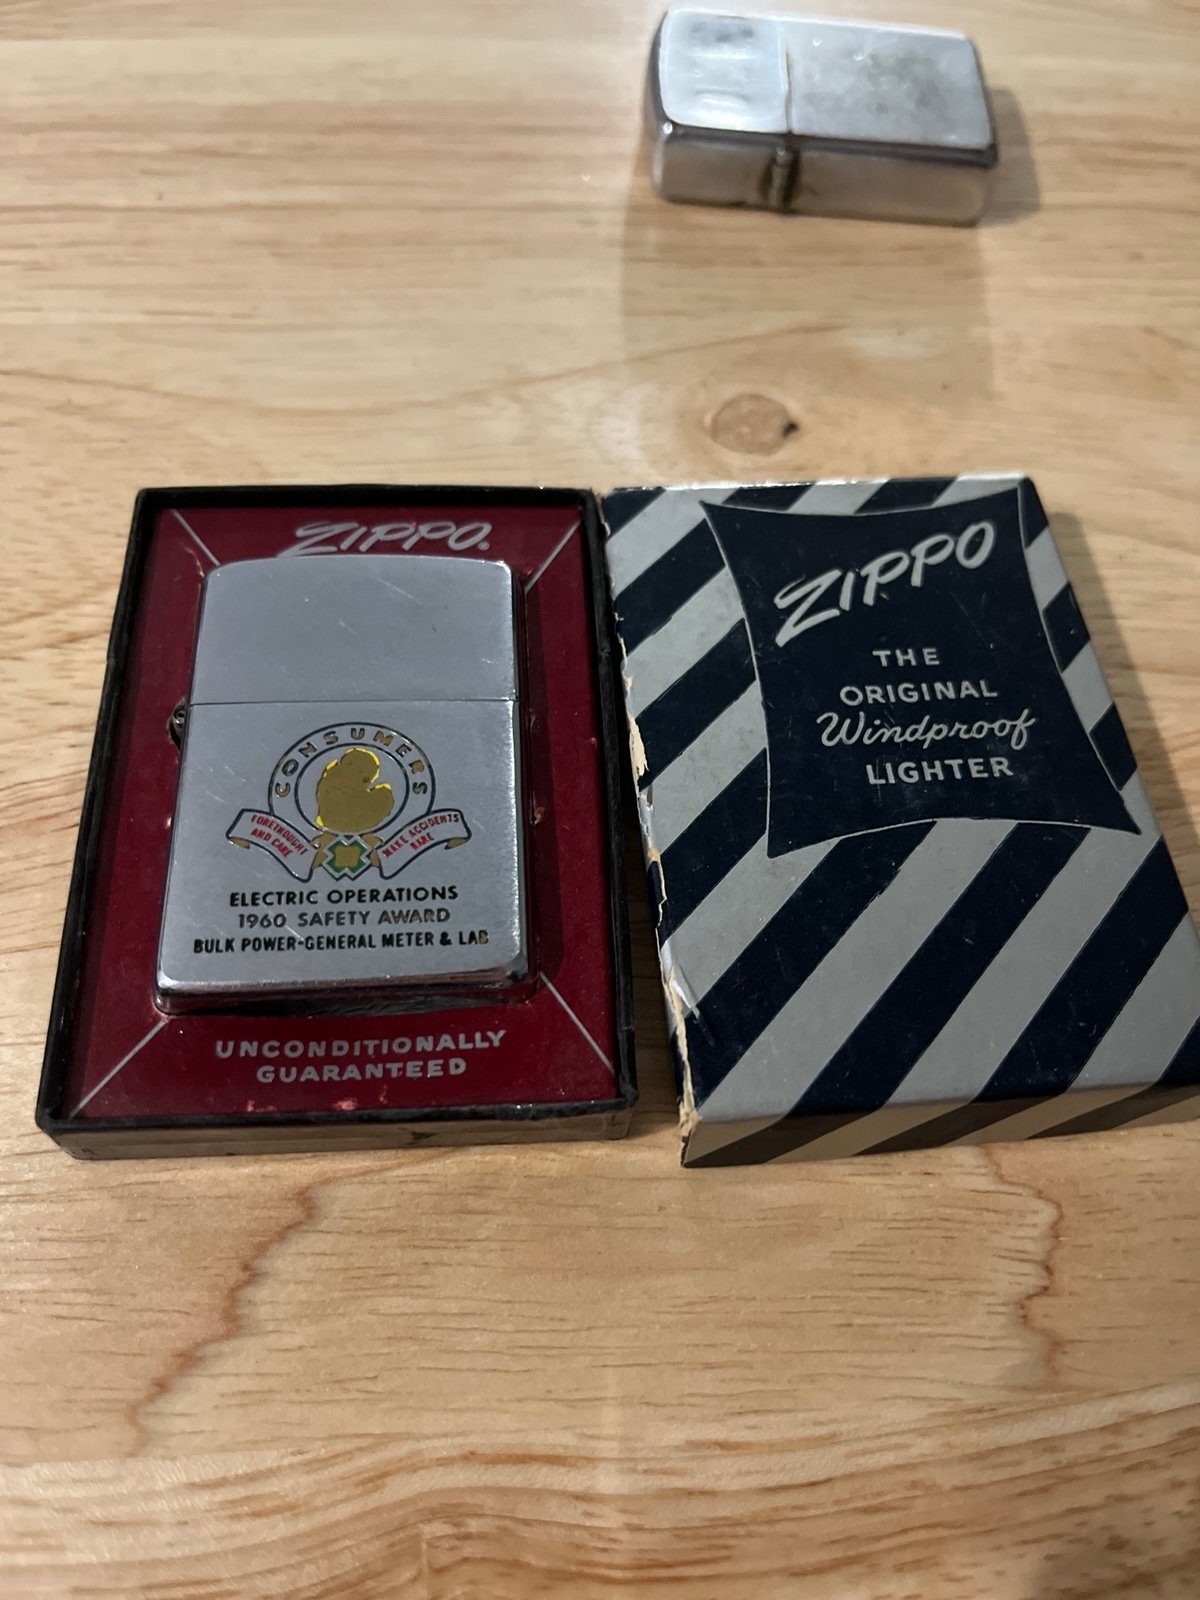 ZIPPO®
CONSUMERS
FORETHOUGHT
AND CARE
MAKE ACCIDENTS
RARE
ELECTRIC OPERATIONS
1960 SAFETY AWARD
BULK POWER-GENERAL METER & LAB
UNCONDITIONALLY
GUARANTEED
ZIPPO
THE
ORIGINAL
Windproof
LIGHTER